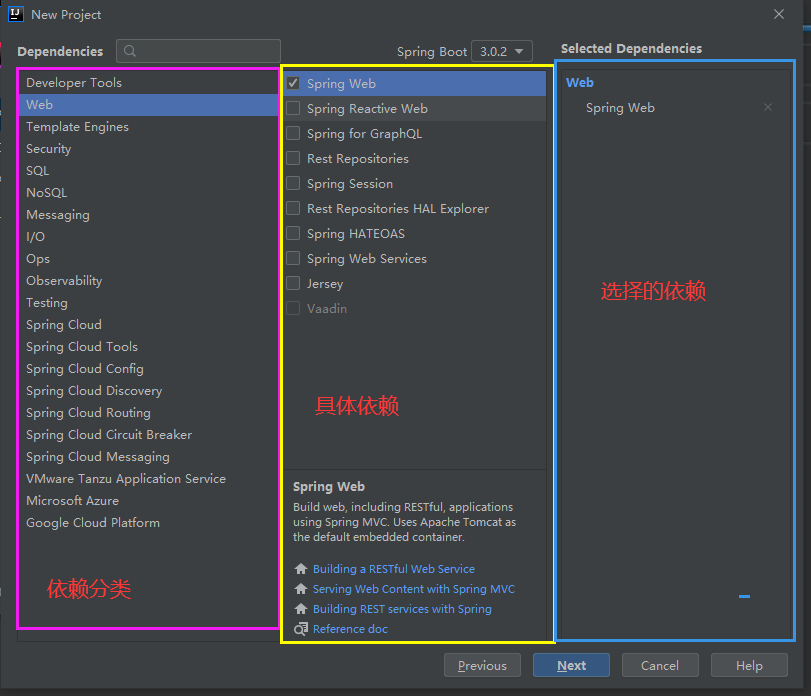 New Project
Dependencies
Spring Boot 3.0.2
Selected Dependencies
Developer Tools
Web
Template Engines
Security
SQL
NoSQL
Messaging
I/O
Ops
Observability
Testing
Spring Cloud
Spring Cloud Tools
Spring Cloud Config
Spring Cloud Discovery
Spring Cloud Routing
Spring Cloud Circuit Breaker
Spring Cloud Messaging
VMware Tanzu Application Service
Microsoft Azure
Google Cloud Platform
依赖分类
Spring Web
Spring Reactive Web
Spring for GraphQL
Rest Repositories
Spring Session
Rest Repositories HAL Explorer
Spring HATEOAS
Spring Web Services
Jersey
Vaadin
具体依赖
Spring Web
Build web, including RESTful, applications
using Spring MVC. Uses Apache Tomcat as
the default embedded container.
Building a RESTful Web Service
Serving Web Content with Spring MVC
Building REST services with Spring
Reference doc
Web
Spring Web
选择的依赖
Previous
Next
Cancel
Help